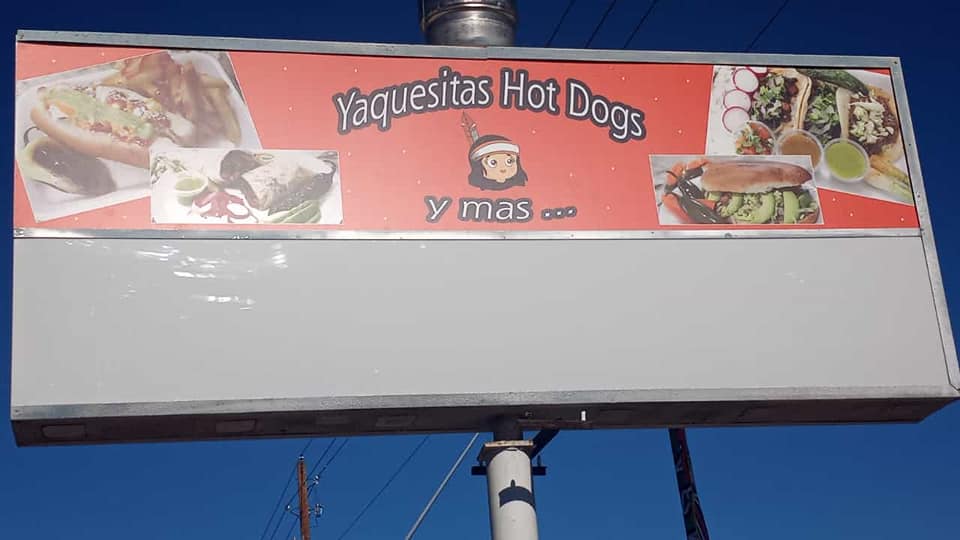 Yaquesitas Hot Dogs
y mas ...